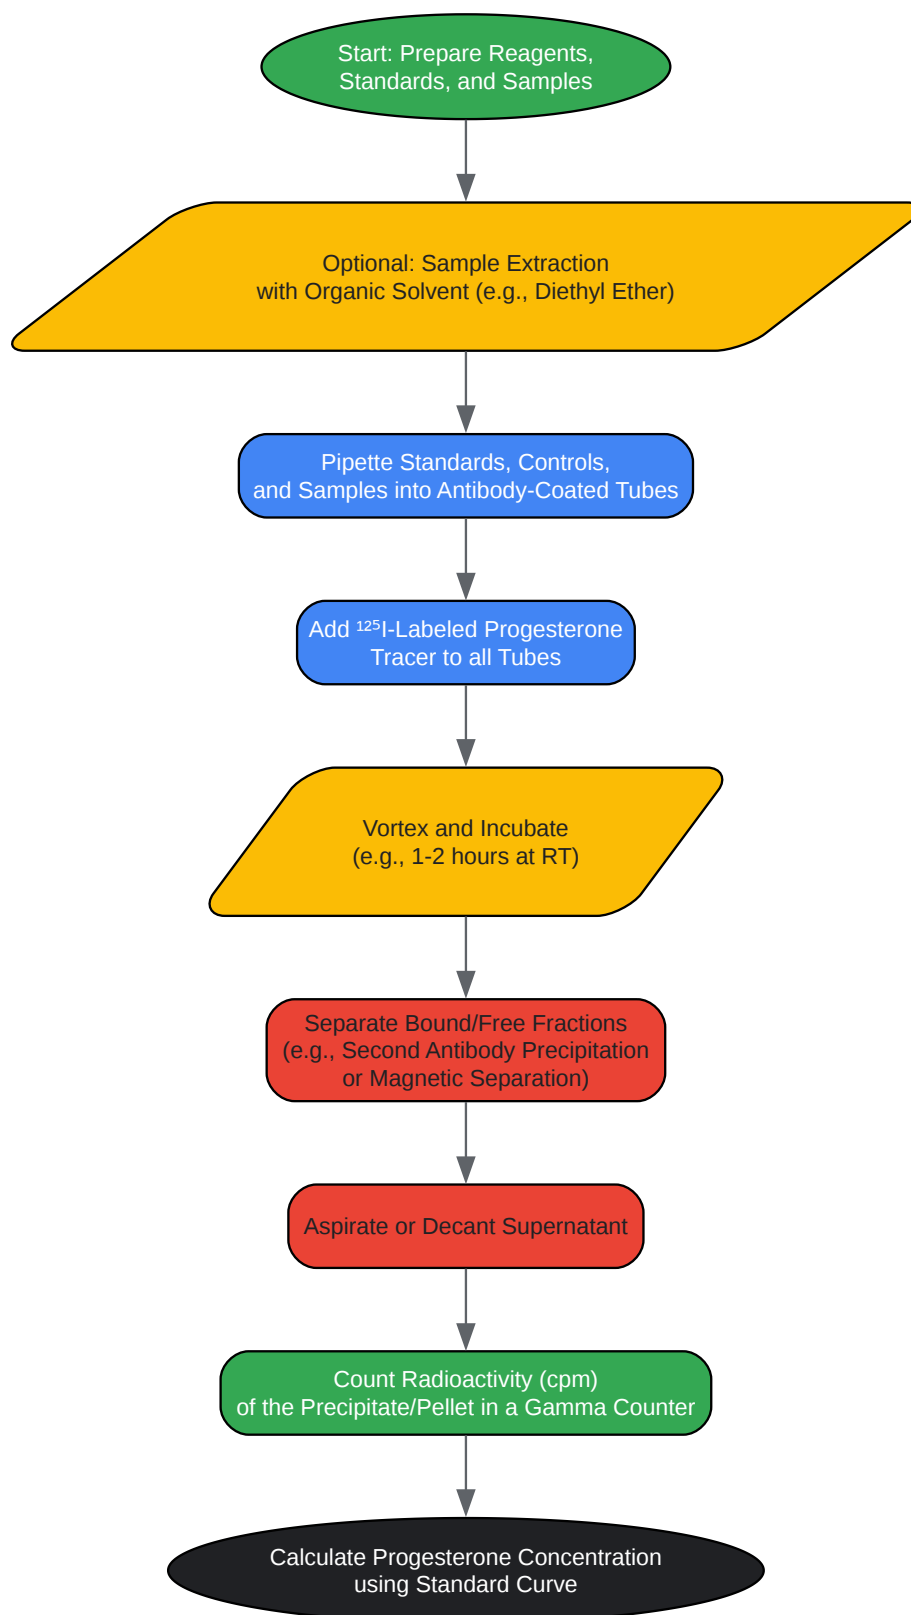 Start: Prepare Reagents,
Standards, and Samples
Optional: Sample Extraction
with Organic Solvent (e.g., Diethyl Ether)
Pipette Standards, Controls,
and Samples into Antibody-Coated Tubes
Add ¹²⁵I-Labeled Progesterone
Tracer to all Tubes
Vortex and Incubate
(e.g., 1-2 hours at RT)
Separate Bound/Free Fractions
(e.g., Second Antibody Precipitation
or Magnetic Separation)
Aspirate or Decant Supernatant
Count Radioactivity (cpm)
of the Precipitate/Pellet in a Gamma Counter
Calculate Progesterone Concentration
using Standard Curve